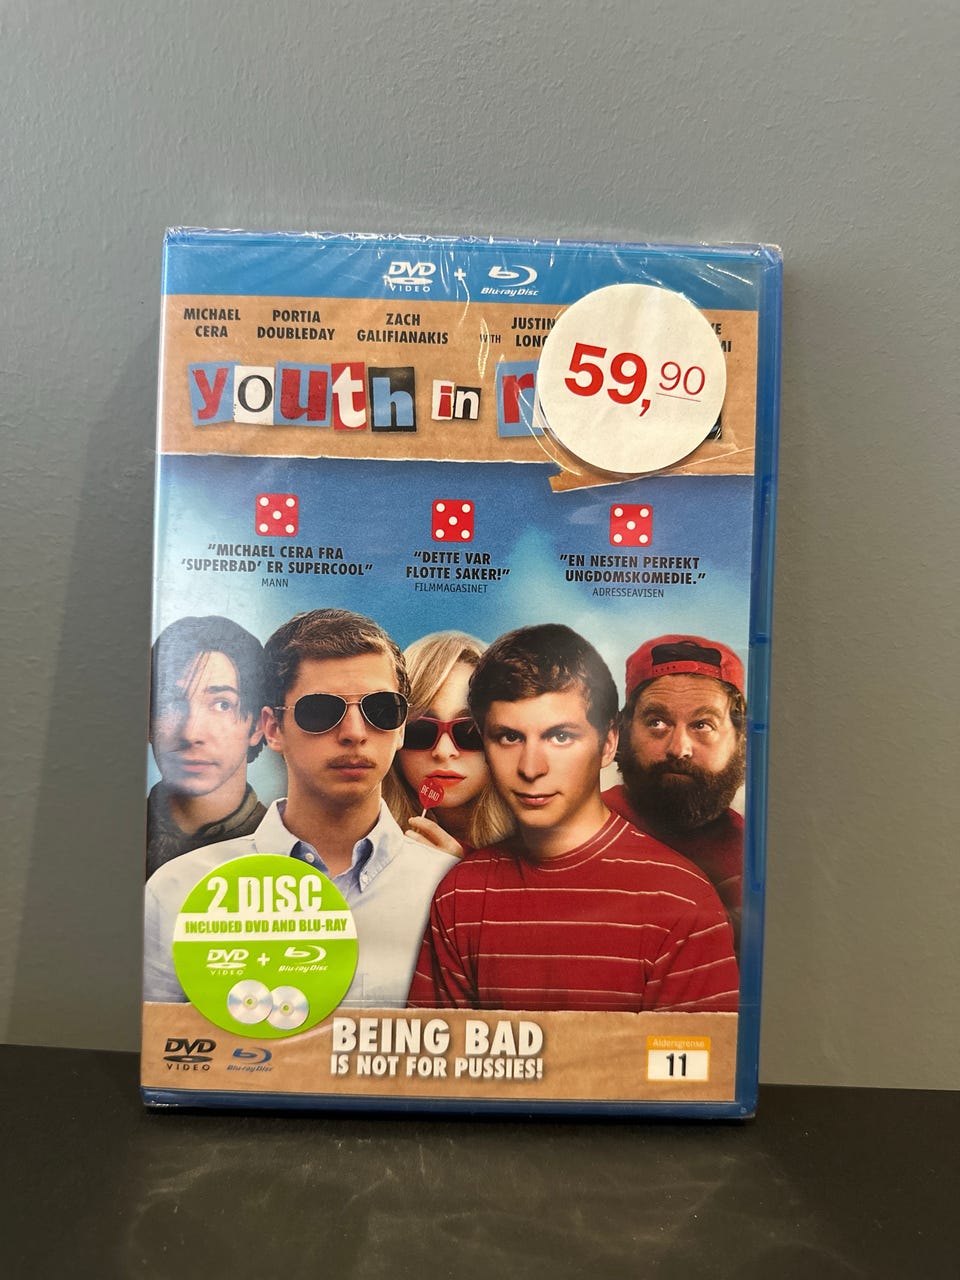 DVD VIDEO + Blu-ray Disc
MICHAEL CERA
PORTIA DOUBLEDAY
ZACH GALIFIANAKIS
WITH
JUSTIN
youth in
59,90
"MICHAEL CERA FRA
'SUPERBAD' ER SUPERCOOL"
MANN
"DETTE VAR
FLOTTE SAKER!"
FILMMAGASINET
"EN NESTEN PERFEKT
UNGDOMSKOMEDIE."
ADRESSEAVISEN
BE BAD
2 DISC
INCLUDED DVD AND BLU-RAY
DVD VIDEO + Blu-ray Disc
BEING BAD
IS NOT FOR PUSSIES!
DVD VIDEO Blu-ray Disc
Aldersgrense
11